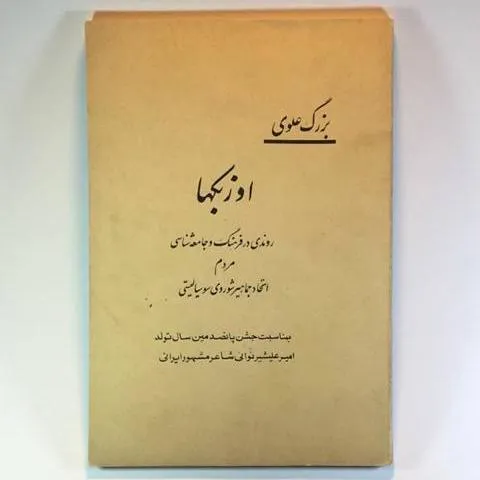 بزرگ علوی
اوزبکها
روندی در فرهنگ و جامعه شناسی
مردم
اتحاد جماهیر شوروی سوسیالیستی
بمناسبت جشن پانصدمین سال تولد
امیر علیشیر نوائی شاعر مشهور ایرانی